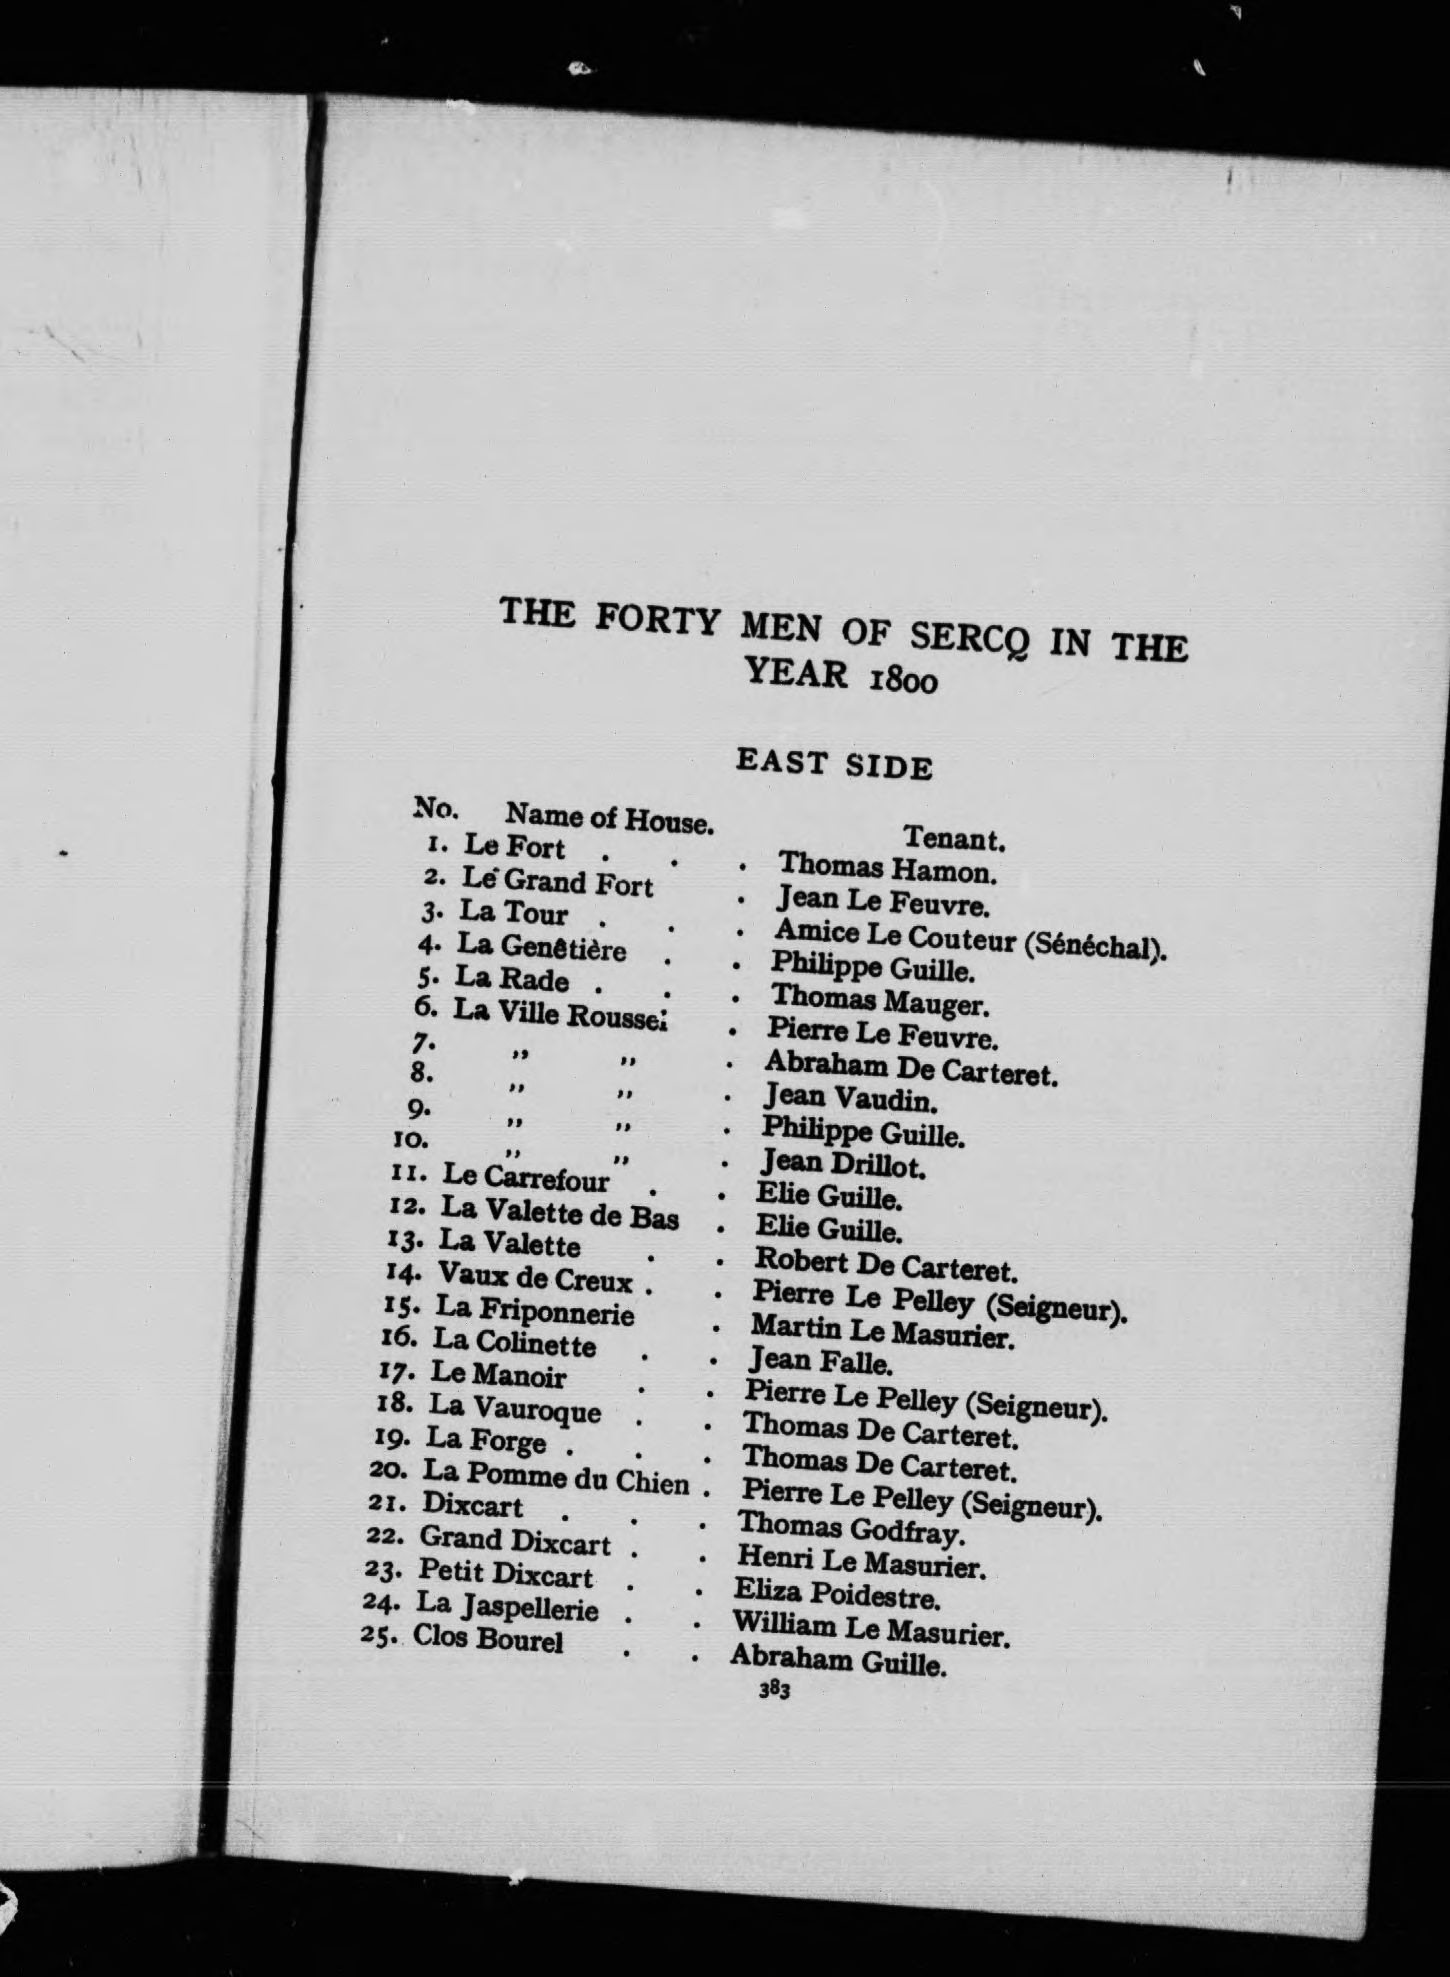 THE FORTY MEN OF SERCQ IN THE
YEAR 1800
EAST SIDE
No. Name of House. Tenant.
1. Le Fort . . . Thomas Hamon.
2. Le Grand Fort . Jean Le Feuvre.
3. La Tour . . . Amice Le Couteur (Sénéchal).
4. La Genêtière . . Philippe Guille.
5. La Rade . . . Thomas Mauger.
6. La Ville Roussel . Pierre Le Feuvre.
7. ,, ,, . Abraham De Carteret.
8. ,, ,, . Jean Vaudin.
9. ,, ,, . Philippe Guille.
10. ,, ,, . Jean Drillot.
11. Le Carrefour . . Elie Guille.
12. La Valette de Bas . Elie Guille.
13. La Valette . . Robert De Carteret.
14. Vaux de Creux . . Pierre Le Pelley (Seigneur).
15. La Friponnerie . Martin Le Masurier.
16. La Colinette . . Jean Falle.
17. Le Manoir . . Pierre Le Pelley (Seigneur).
18. La Vauroque . . Thomas De Carteret.
19. La Forge . . . Thomas De Carteret.
20. La Pomme du Chien . Pierre Le Pelley (Seigneur).
21. Dixcart . . . Thomas Godfray.
22. Grand Dixcart . . Henri Le Masurier.
23. Petit Dixcart . . Eliza Poidestre.
24. La Jaspellerie . . William Le Masurier.
25. Clos Bourel . . Abraham Guille.
383